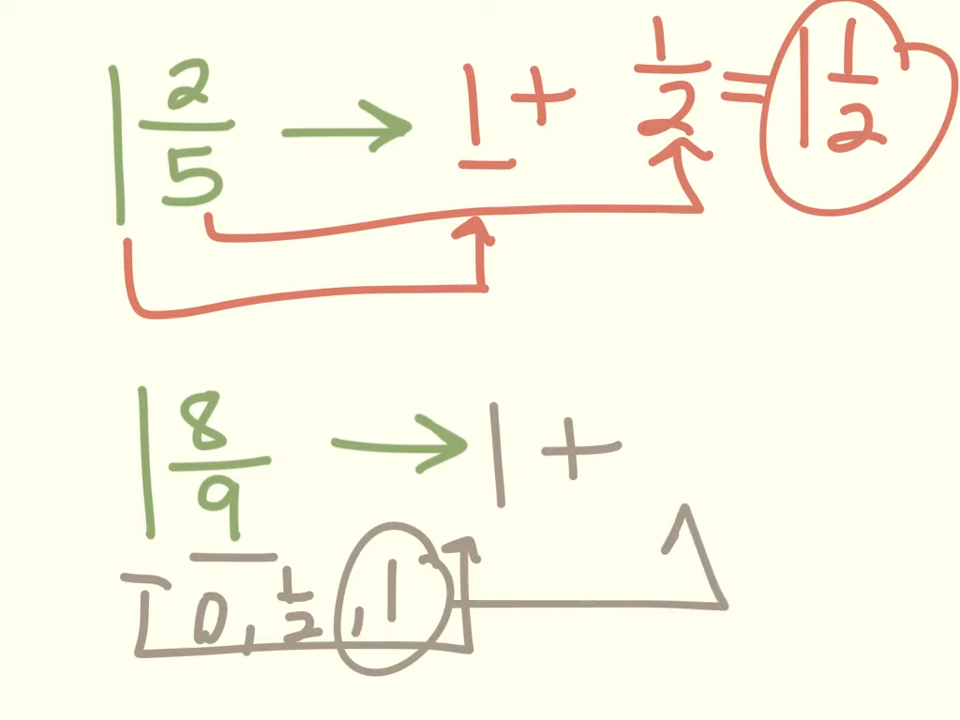 1 2/5 → 1 + 1/2 = 1 1/2
1 8/9 → 1 +
0, 1/2, 1